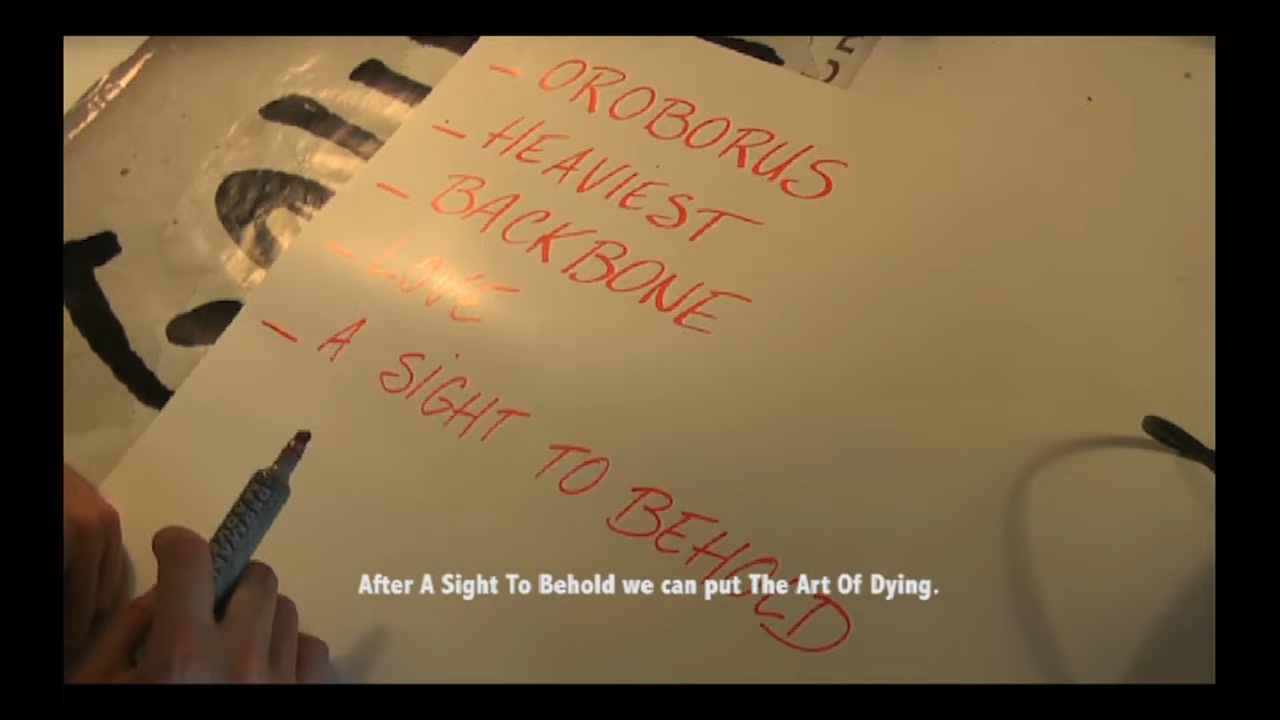 - OROBORUS
- HEAVIEST
- BACKBONE
- LOVE
- A SIGHT TO BEHOLD
After A Sight To Behold we can put The Art Of Dying.